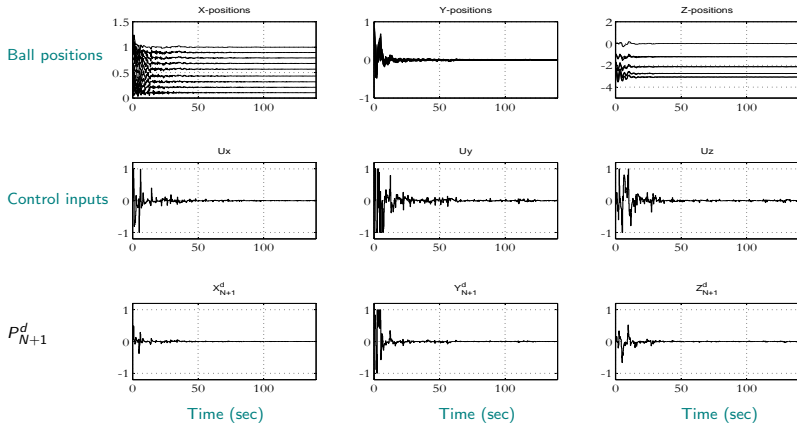 X-positions Y-positions Z-positions
Ball positions
1.5
1
0.5
0
0 50 100
1
0
-1
0 50 100
0
-2
-4
0 50 100
Ux Uy Uz
Control inputs
1
0
-1
0 50 100
1
0
-1
0 50 100
1
0
-1
0 50 100
X^d_{N+1} Y^d_{N+1} Z^d_{N+1}
P^d_{N+1}
1
0
-1
0 50 100
1
0
-1
0 50 100
1
0
-1
0 50 100
Time (sec) Time (sec) Time (sec)